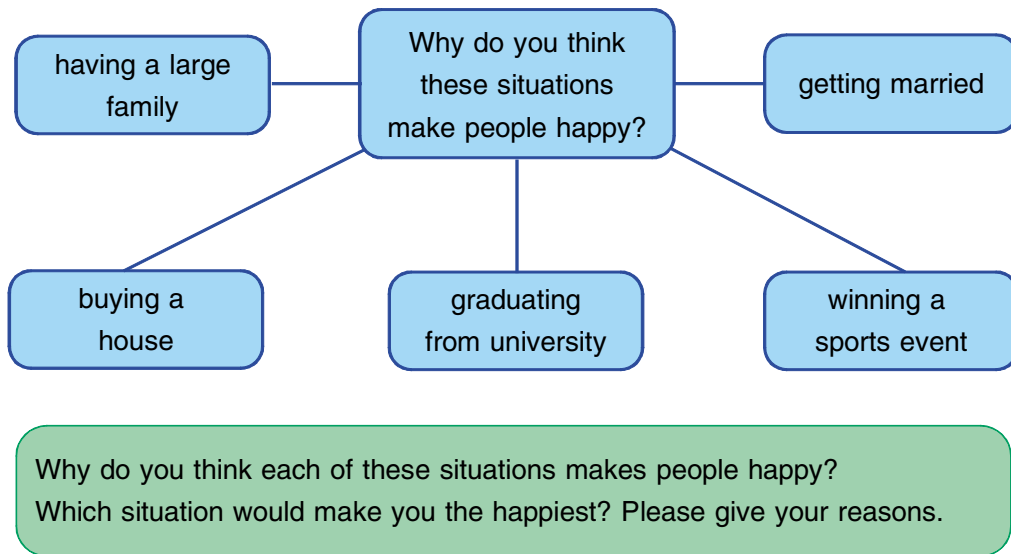 having a large
family
Why do you think
these situations
make people happy?
getting married
buying a
house
graduating
from university
winning a
sports event
Why do you think each of these situations makes people happy?
Which situation would make you the happiest? Please give your reasons.